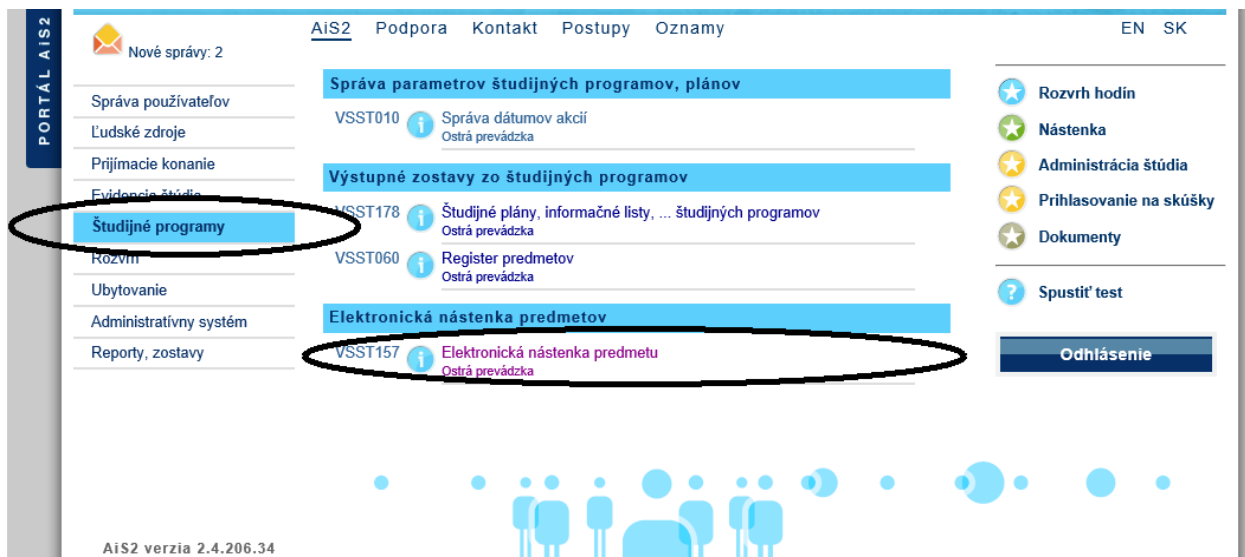 PORTÁL AiS2
Nové správy: 2
AiS2 Podpora Kontakt Postupy Oznamy
EN SK
Správa používateľov
Ľudské zdroje
Prijímacie konanie
Evidencia štúdia
Študijné programy
Rozvrh
Ubytovanie
Administratívny systém
Reporty, zostavy
Správa parametrov študijných programov, plánov
VSST010 Správa dátumov akcií
Ostrá prevádzka
Výstupné zostavy zo študijných programov
VSST178 Študijné plány, informačné listy, ... študijných programov
Ostrá prevádzka
VSST060 Register predmetov
Ostrá prevádzka
Elektronická nástenka predmetov
VSST157 Elektronická nástenka predmetu
Ostrá prevádzka
Rozvrh hodín
Nástenka
Administrácia štúdia
Prihlasovanie na skúšky
Dokumenty
Spustiť test
Odhlásenie
AiS2 verzia 2.4.206.34